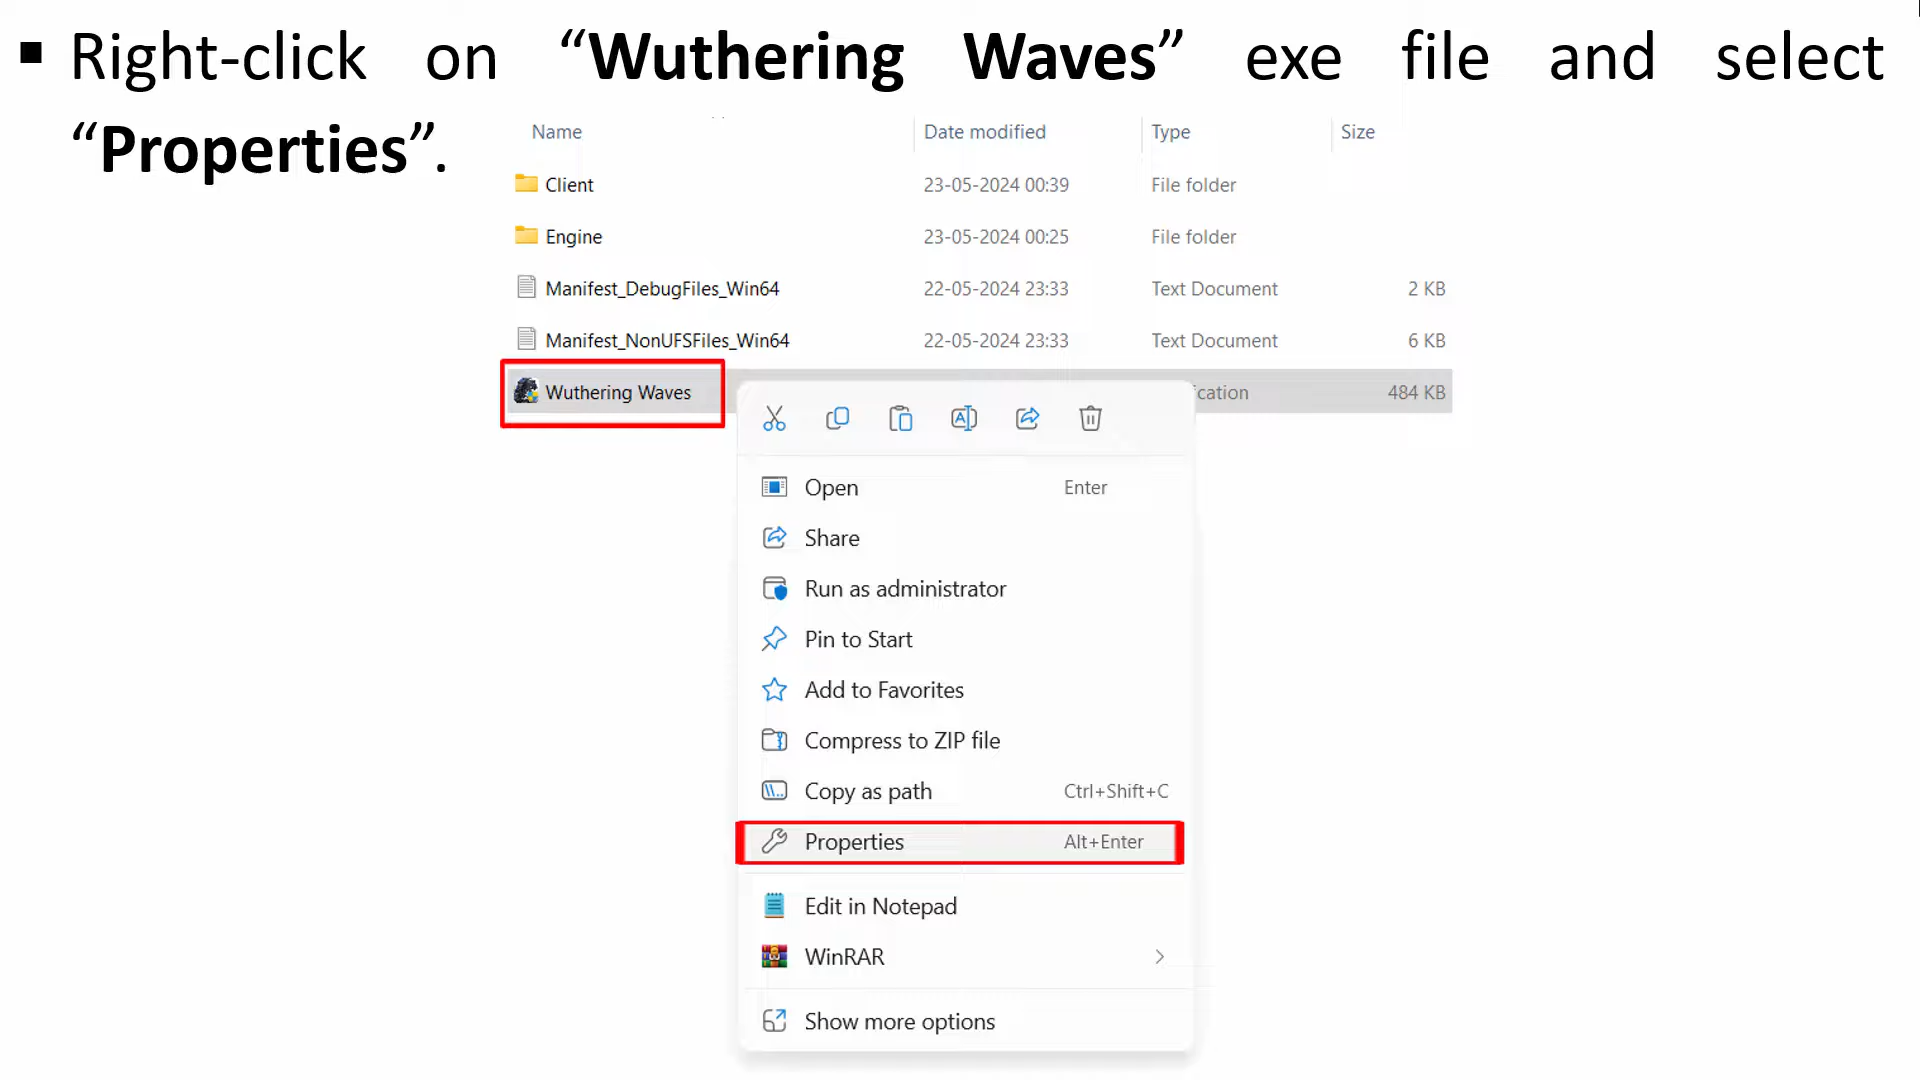 ▪ Right-click on “Wuthering Waves” exe file and select
“Properties”.
Name Date modified Type Size
Client 23-05-2024 00:39 File folder
Engine 23-05-2024 00:25 File folder
Manifest_DebugFiles_Win64 22-05-2024 23:33 Text Document 2 KB
Manifest_NonUFSFiles_Win64 22-05-2024 23:33 Text Document 6 KB
Wuthering Waves cation 484 KB
Open Enter
Share
Run as administrator
Pin to Start
Add to Favorites
Compress to ZIP file
Copy as path Ctrl+Shift+C
Properties Alt+Enter
Edit in Notepad
WinRAR
Show more options